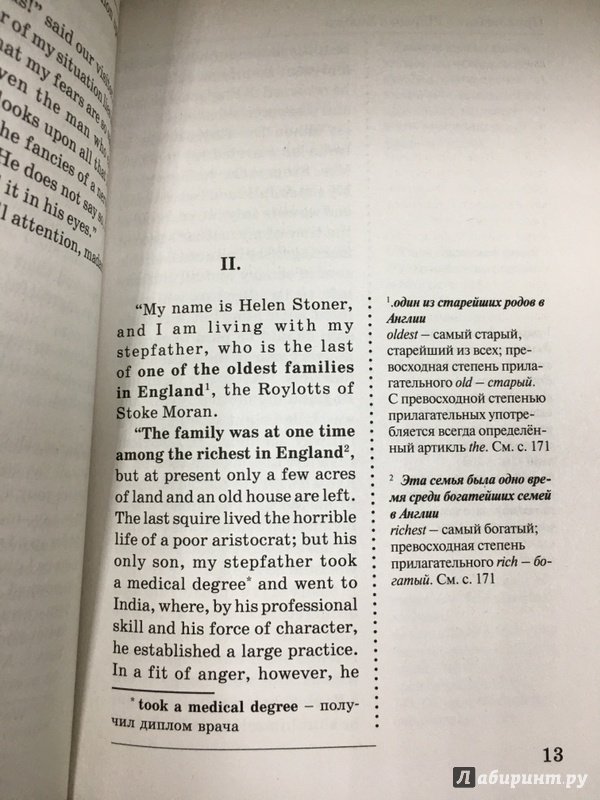 said our visitor
r of my situation lies
at my fears are so
ven the man who
looks upon all that
he fancies of a
He does not say so,
it in his eyes."
attention, madam
II.
"My name is Helen Stoner,
and I am living with my
stepfather, who is the last
of one of the oldest families
in England¹, the Roylotts of
Stoke Moran.
"The family was at one time
among the richest in England²,
but at present only a few acres
of land and an old house are left.
The last squire lived the horrible
life of a poor aristocrat; but his
only son, my stepfather took
a medical degree* and went to
India, where, by his professional
skill and his force of character,
he established a large practice.
In a fit of anger, however, he
* took a medical degree – полу-
чил диплом врача
¹ .один из старейших родов в
Англии
oldest – самый старый,
старейший из всех; пре-
восходная степень прила-
гательного old – старый.
С превосходной степенью
прилагательных употре-
бляется всегда определён-
ный артикль the. См. с. 171
² Эта семья была одно вре-
мя среди богатейших семей
в Англии
richest – самый богатый;
превосходная степень
прилагательного rich – бо-
гатый. См. с. 171
13
Лабиринт.ру